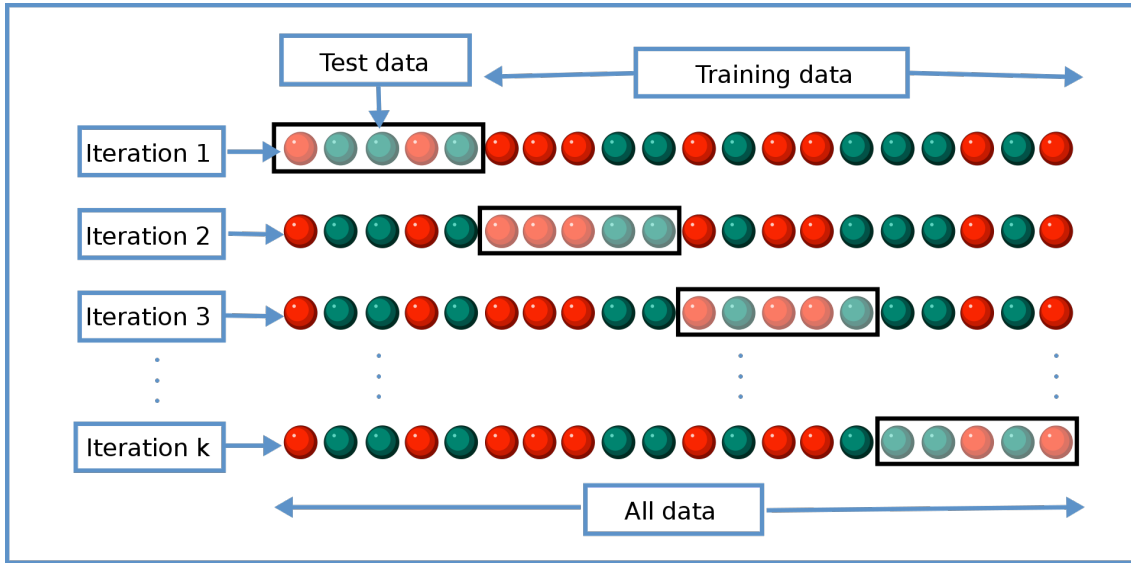 Test data
Training data
Iteration 1
Iteration 2
Iteration 3
Iteration k
All data